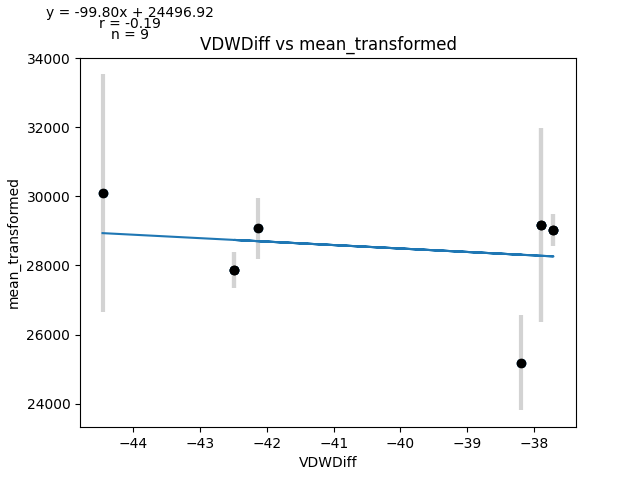 y = -99.80x + 24496.92
r = -0.19
n = 9
VDWDiff vs mean_transformed
34000
32000
30000
28000
26000
24000
mean_transformed
−44
−43
−42
−41
−40
−39
−38
VDWDiff